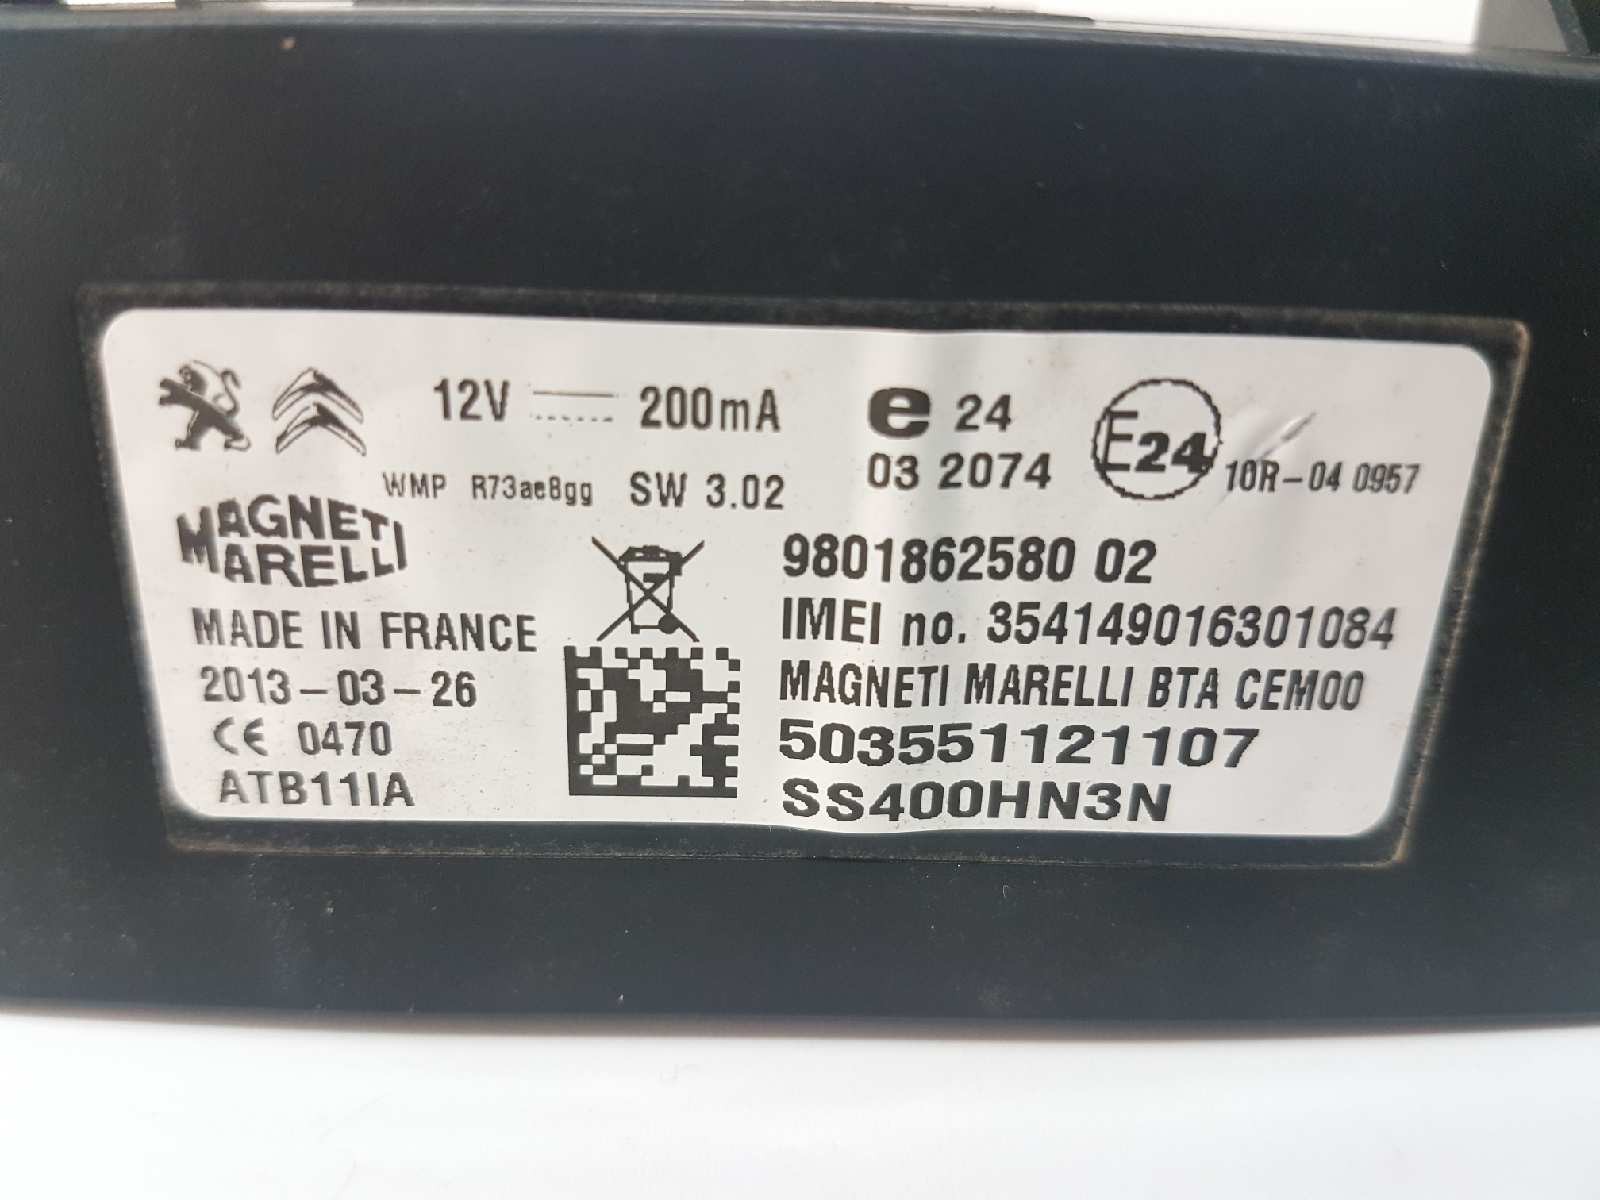 12V 200mA e 24 E24
03 2074 10R-04 0957
WMP R73ae8gg SW 3.02
MAGNETI
MARELLI
9801862580 02
MADE IN FRANCE IMEI no. 354149016301084
2013-03-26 MAGNETI MARELLI BTA CEM00
CE 0470 503551121107
ATB11IA SS400HN3N